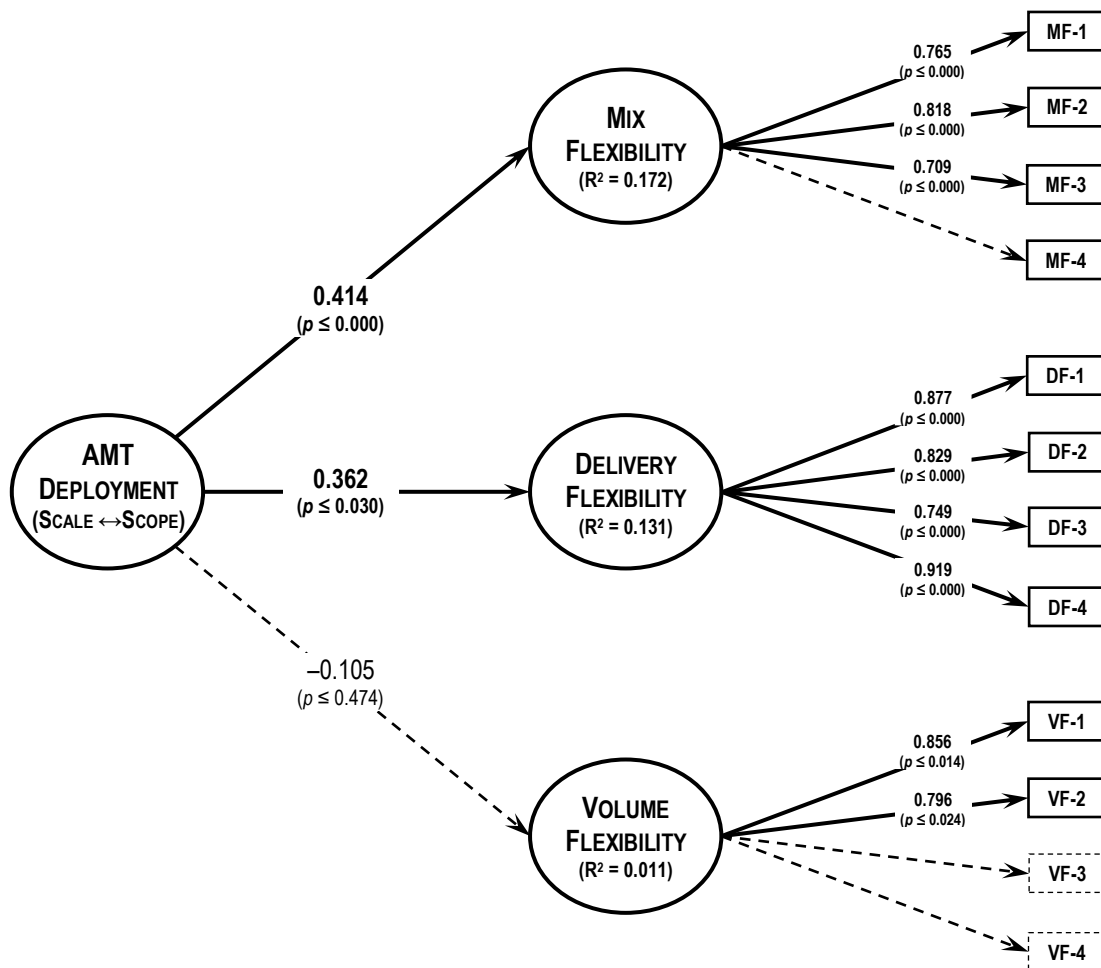 MF-1
0.765
(p ≤ 0.000)
MIX
FLEXIBILITY
(R² = 0.172)
0.818
(p ≤ 0.000)
MF-2
0.709
(p ≤ 0.000)
MF-3
MF-4
0.414
(p ≤ 0.000)
DF-1
0.877
(p ≤ 0.000)
AMT
DEPLOYMENT
(SCALE ↔SCOPE)
0.362
(p ≤ 0.030)
DELIVERY
FLEXIBILITY
(R² = 0.131)
0.829
(p ≤ 0.000)
DF-2
0.749
(p ≤ 0.000)
DF-3
0.919
(p ≤ 0.000)
DF-4
–0.105
(p ≤ 0.474)
VF-1
0.856
(p ≤ 0.014)
VOLUME
FLEXIBILITY
(R² = 0.011)
0.796
(p ≤ 0.024)
VF-2
VF-3
VF-4